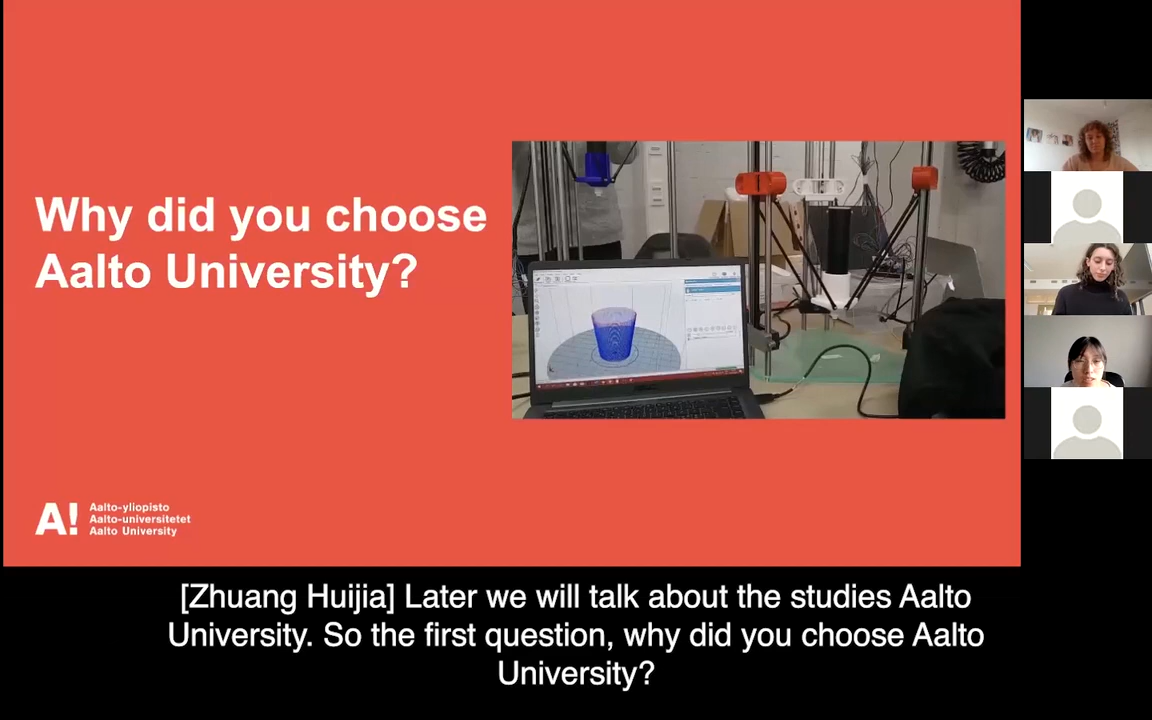 Why did you choose
Aalto University?
A! Aalto-yliopisto
Aalto-universitetet
Aalto University
[Zhuang Huijia] Later we will talk about the studies Aalto
University. So the first question, why did you choose Aalto
University?